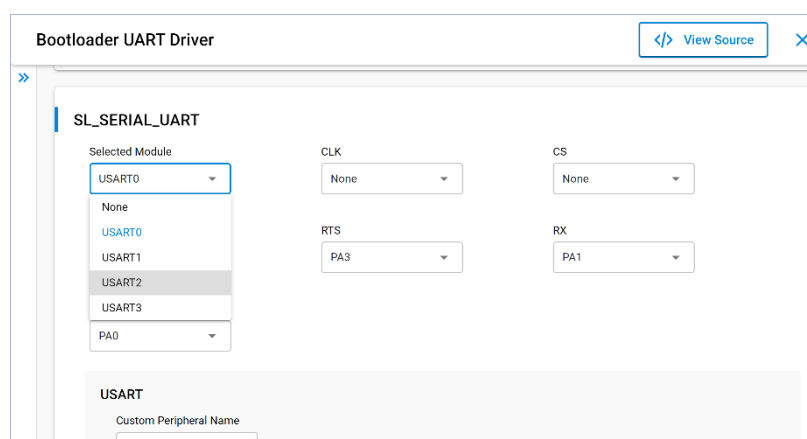 Bootloader UART Driver
</> View Source
SL_SERIAL_UART
Selected Module
CLK
CS
USART0
None
None
None
USART0
USART1
USART2
USART3
RTS
RX
PA3
PA1
PA0
USART
Custom Peripheral Name